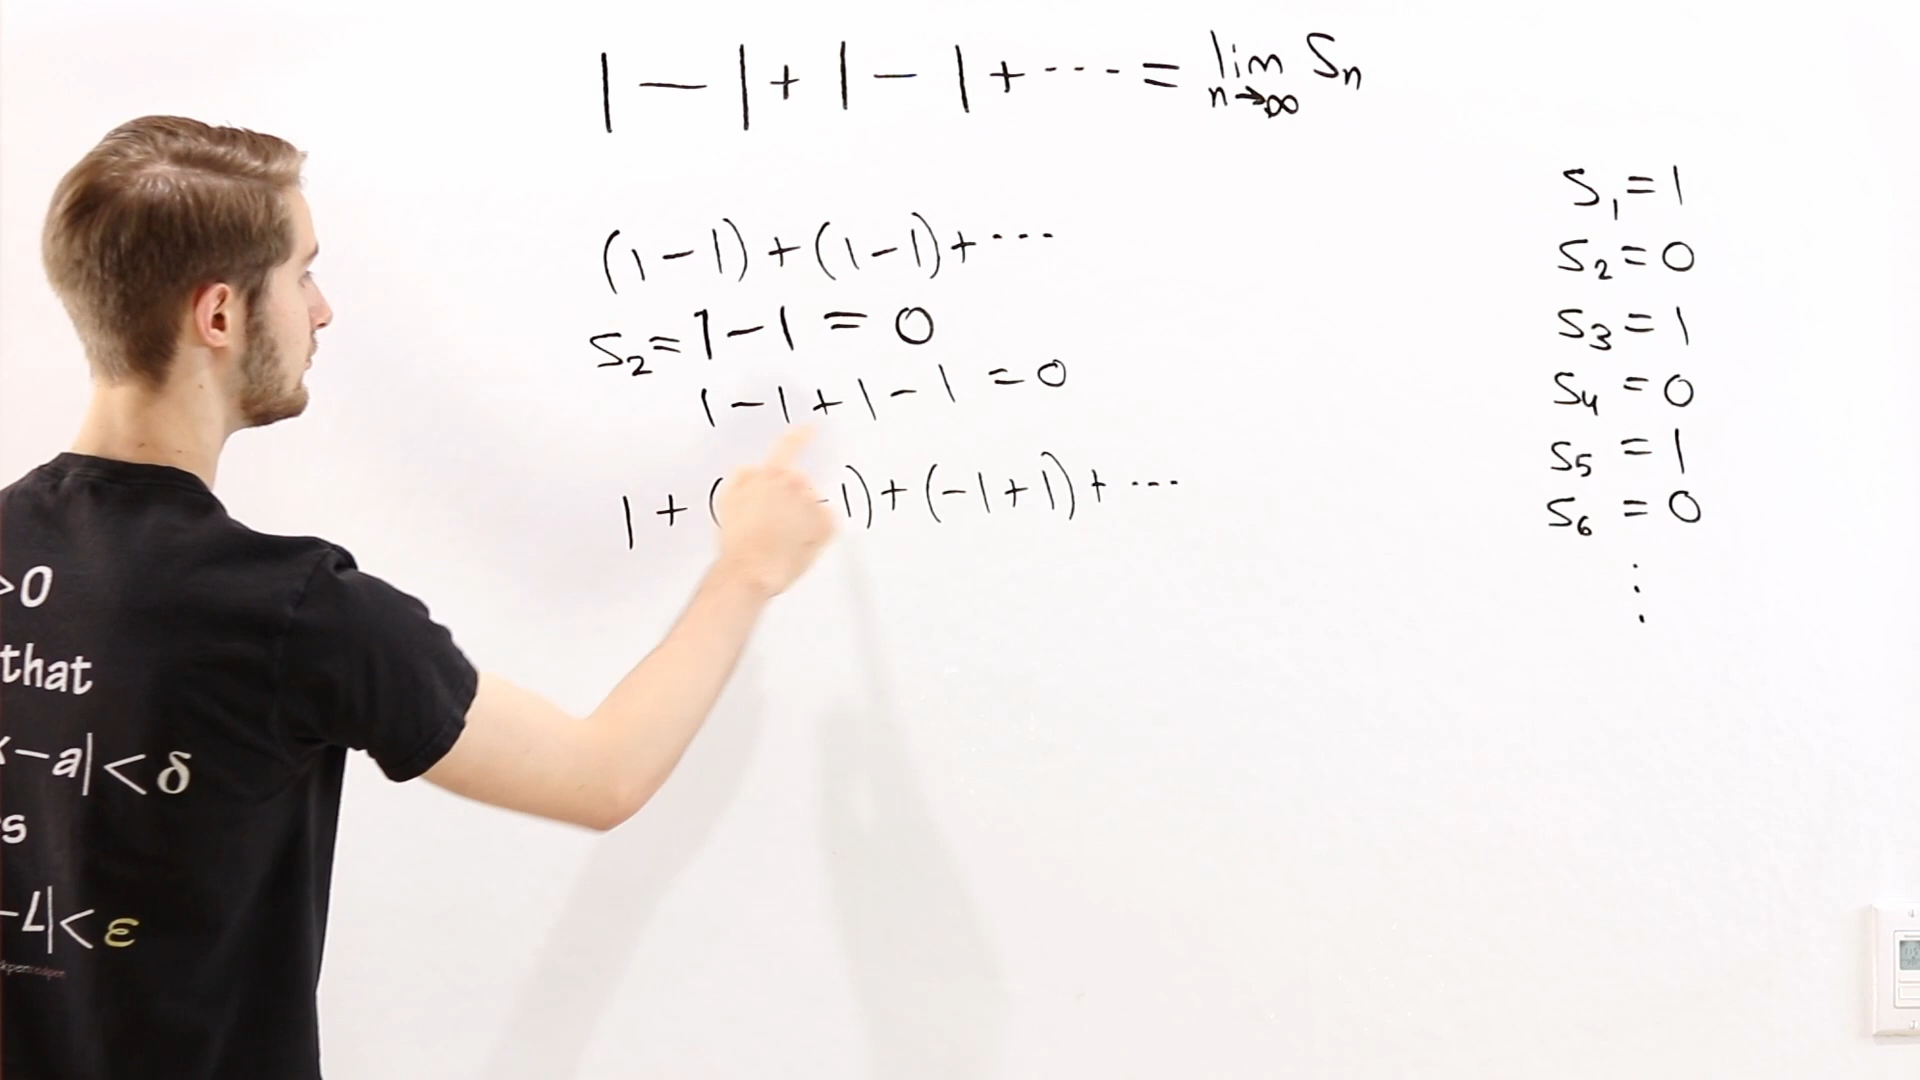 1 - 1 + 1 - 1 + --- = lim Sn
n→∞
(1-1)+(1-1)+---
S2=1-1 = 0
1-1+1-1 =0
1+( -1)+(-1+1)+---
S1=1
S2=0
S3=1
S4=0
S5=1
S6=0
⋮
>0
that
-a|<δ
s
-L|<ε